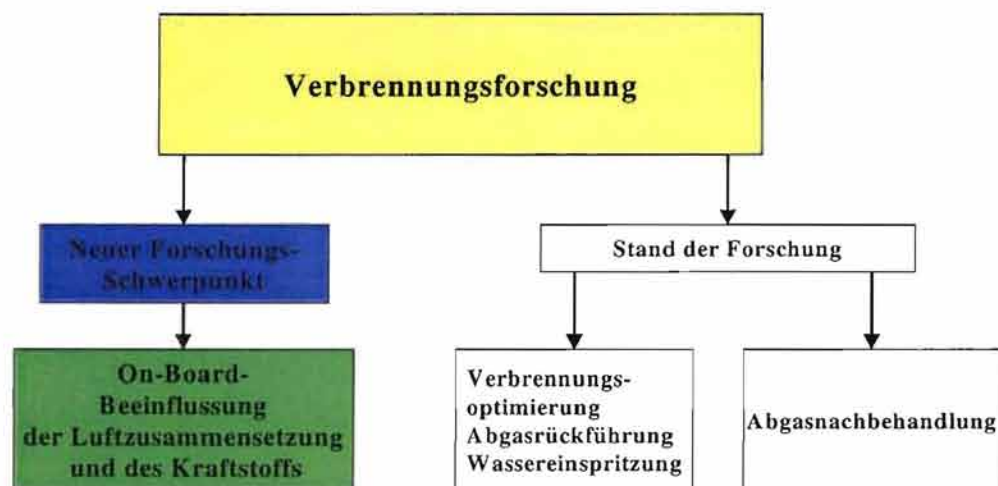 Verbrennungsforschung
Neuer Forschungs-
Schwerpunkt
Stand der Forschung
On-Board-
Beeinflussung
der Luftzusammensetzung
und des Kraftstoffs
Verbrennungs-
optimierung
Abgasrückführung
Wassereinspritzung
Abgasnachbehandlung